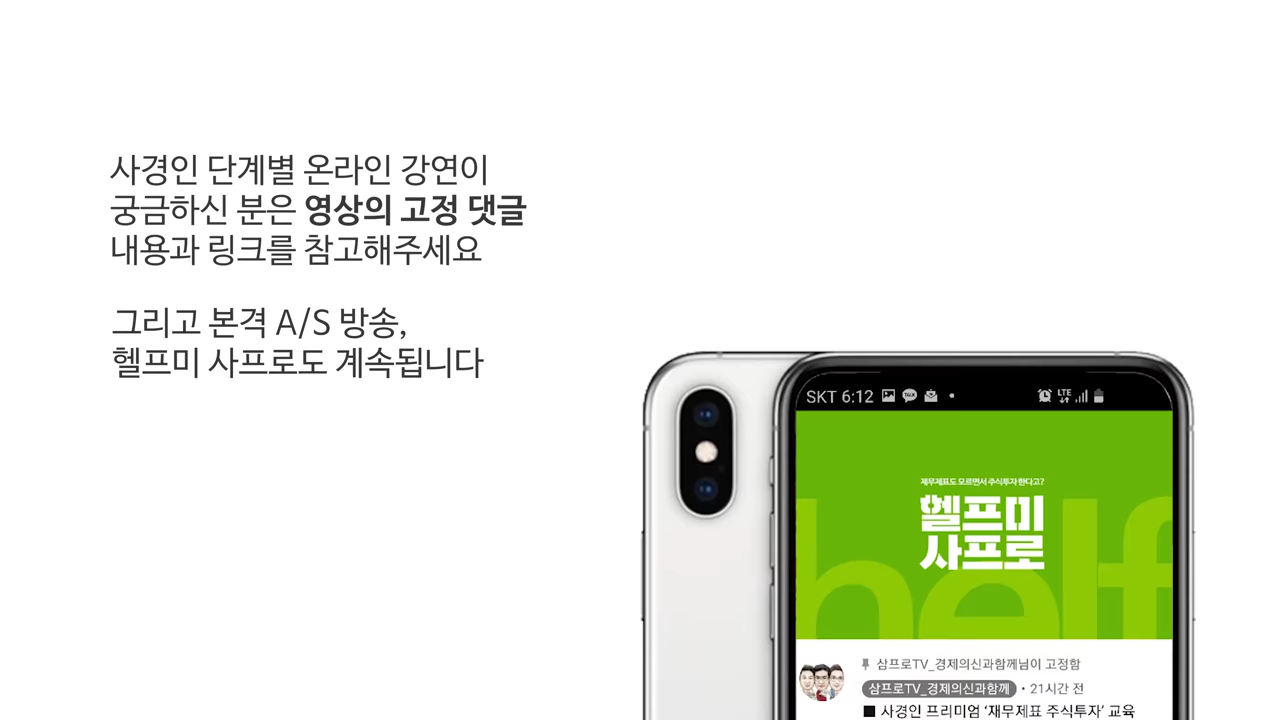 사경인 단계별 온라인 강연이
궁금하신 분은 영상의 고정 댓글
내용과 링크를 참고해주세요
그리고 본격 A/S 방송,
헬프미 사프로도 계속됩니다
SKT 6:12
TALK
LTE
재무제표도 모르면서 주식투자 한다고?
헬프미
사프로
helf
삼프로TV_경제의신과함께님이 고정함
삼프로TV_경제의신과함께 • 21시간 전
■ 사경인 프리미엄 ‘재무제표 주식투자’ 교육